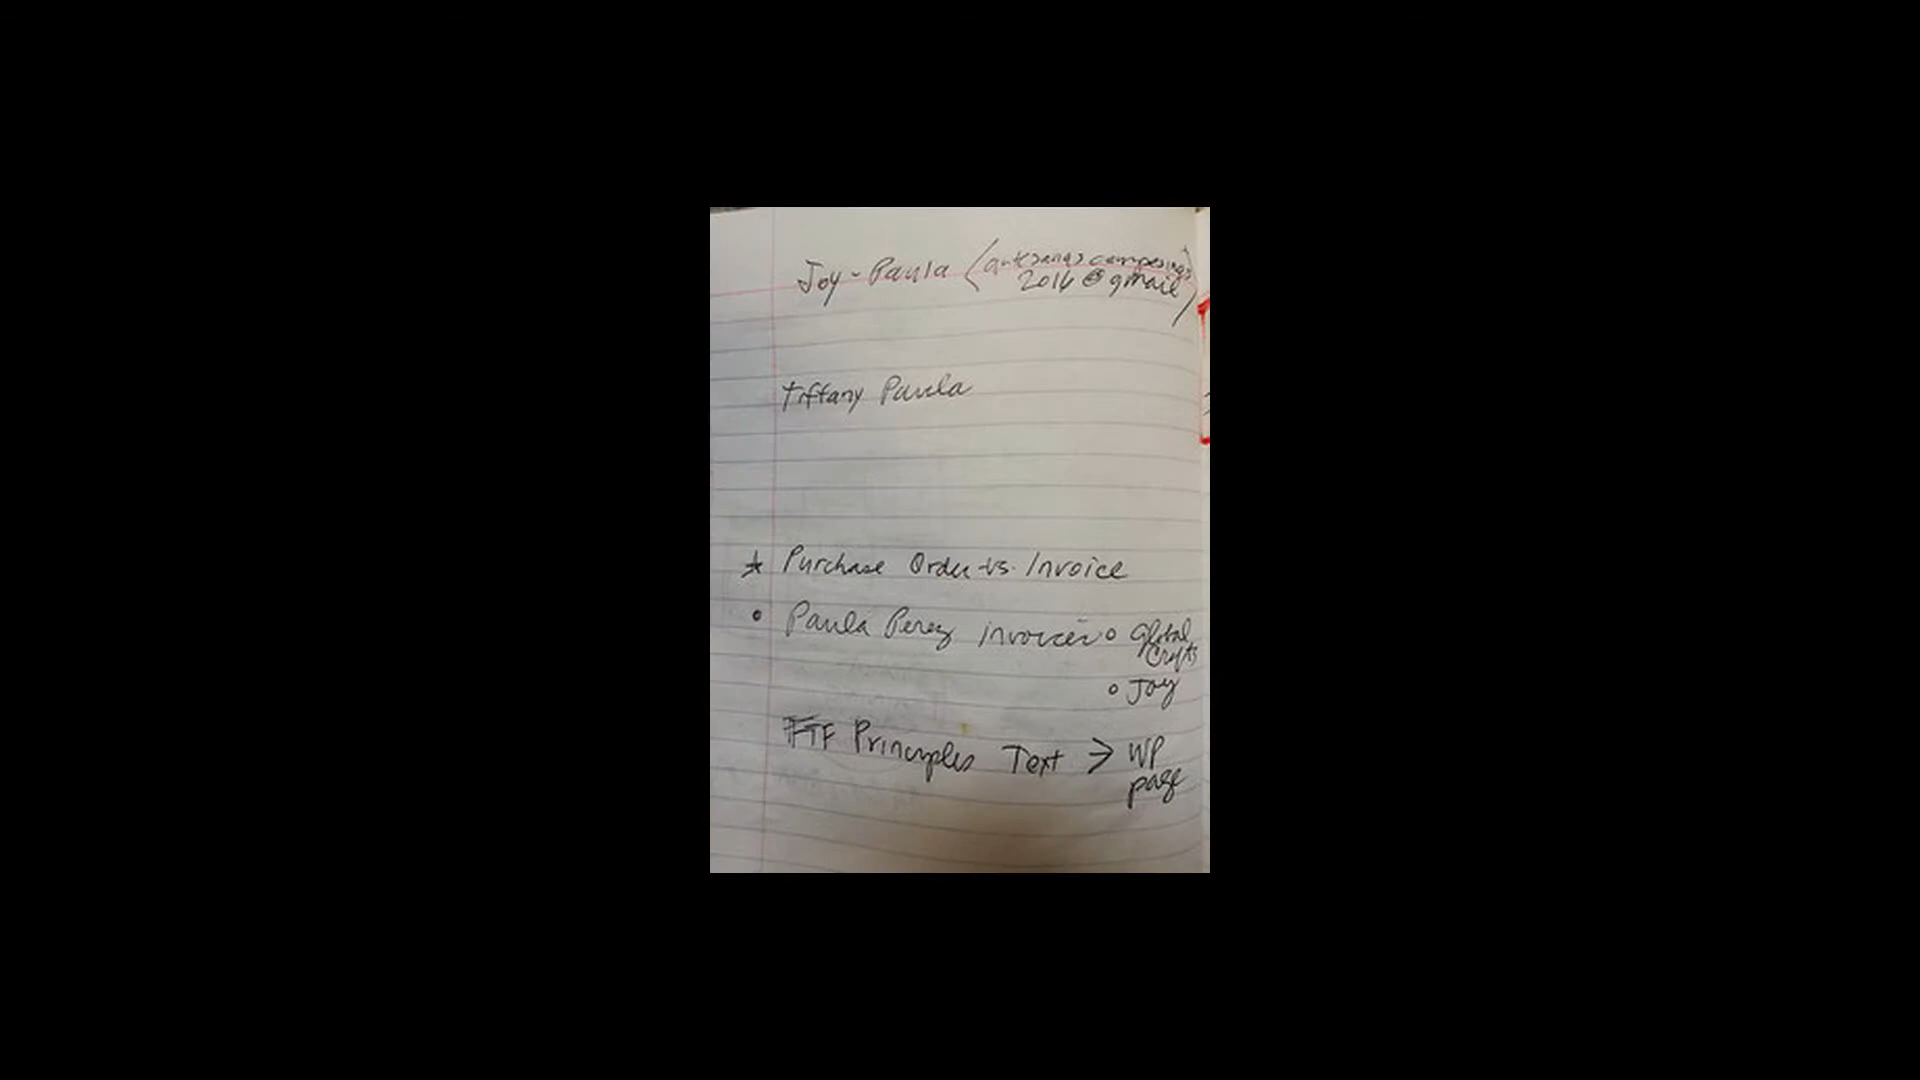 Joy - Paula (artesanascampesinas
2016@gmail)
Tiffany Paula
☆ Purchase Order vs. Invoice
• Paula Perez invoices ◦ Global
Crafts
◦ Joy
FTF Principles Text > WP
page